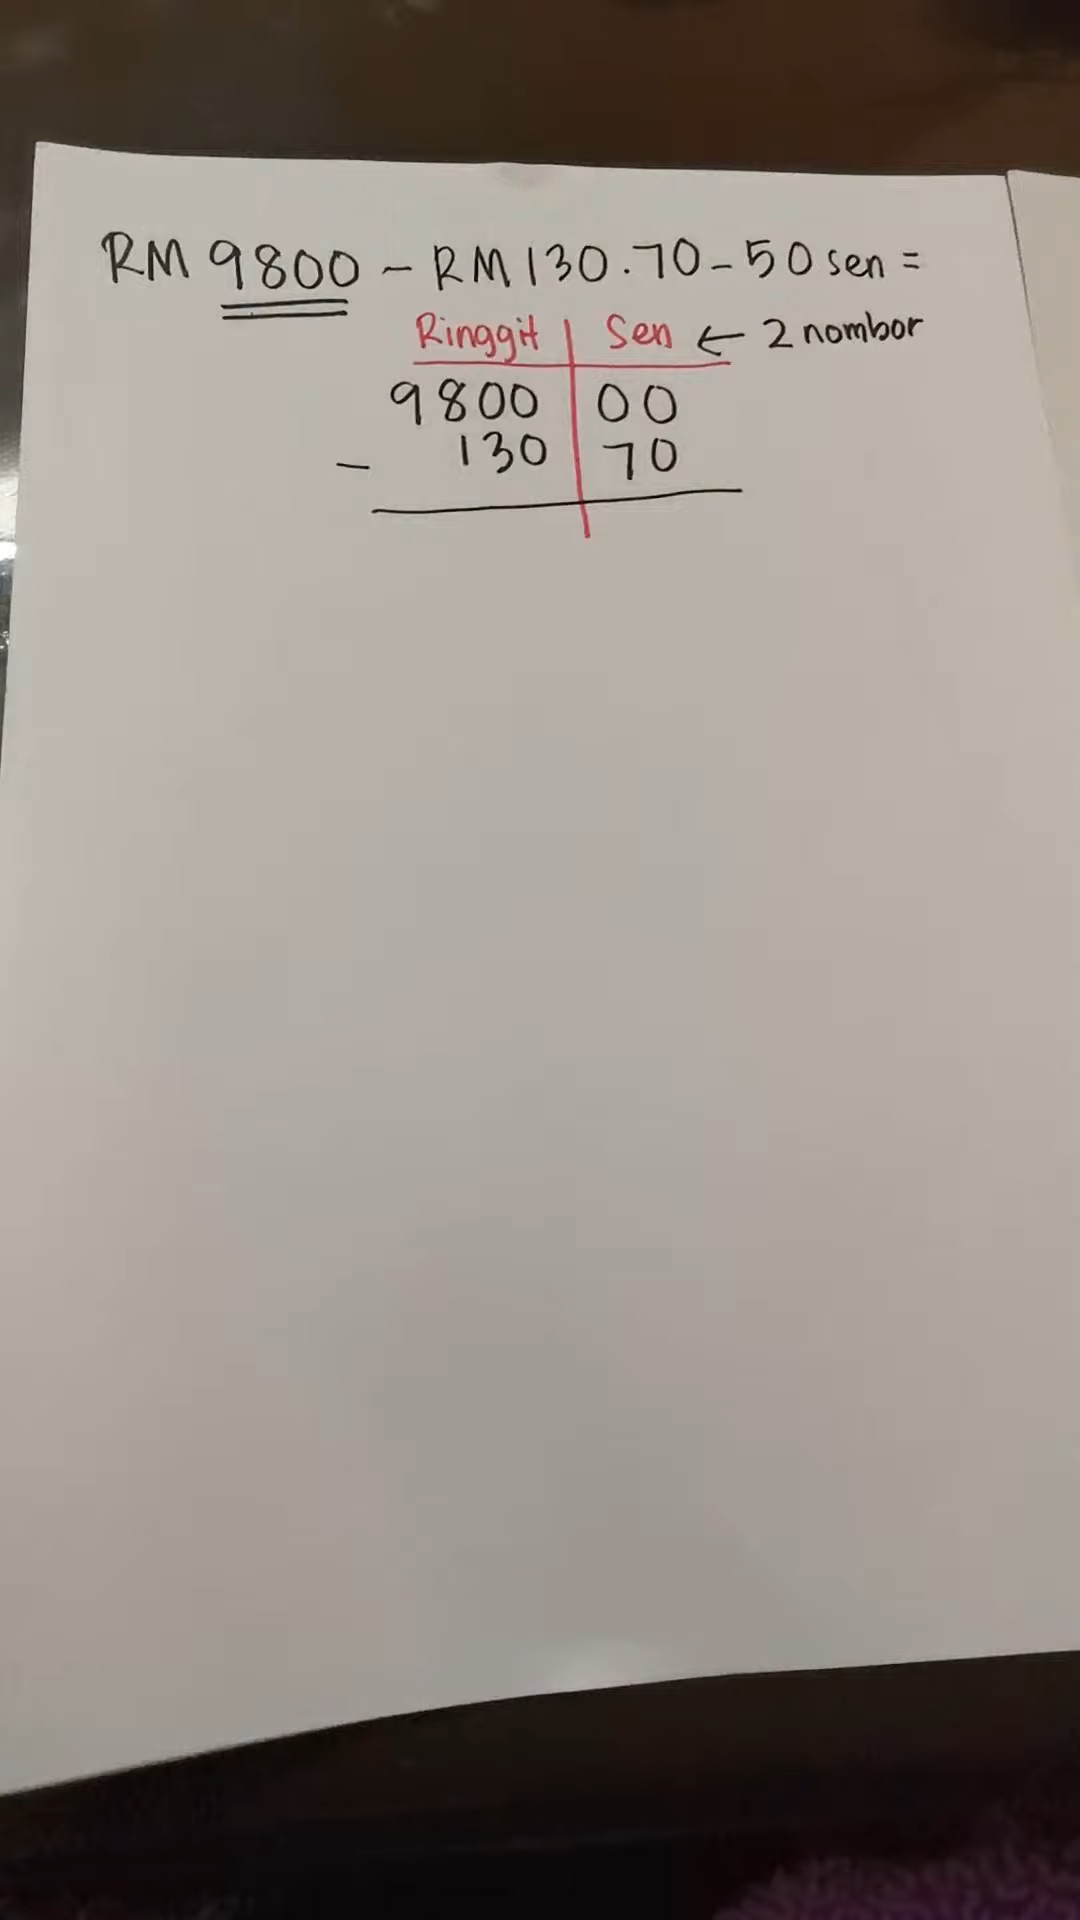 RM 9800 - RM 130.70 - 50 sen =
Ringgit | Sen ← 2 nombor
9800 | 00
- 130 | 70